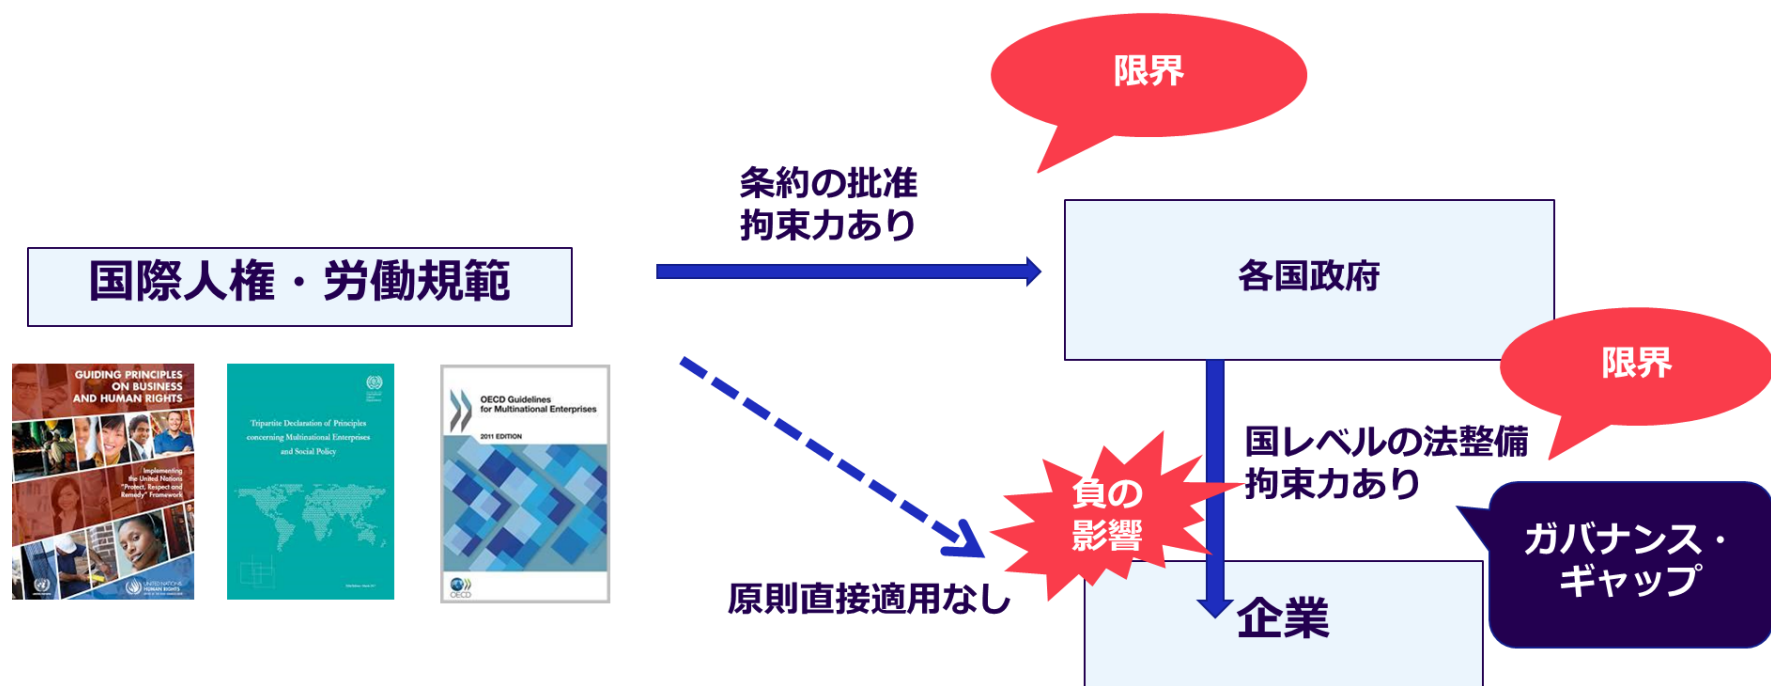 限界
条約の批准
拘束力あり
国際人権・労働規範
各国政府
GUIDING PRINCIPLES
ON BUSINESS
AND HUMAN RIGHTS
Implementing
the United Nations
"Protect, Respect and
Remedy" Framework
UNITED NATIONS
HUMAN RIGHTS
Tripartite Declaration of Principles
concerning Multinational Enterprises
and Social Policy
OECD Guidelines
for Multinational Enterprises
2011 EDITION
OECD
限界
国レベルの法整備
拘束力あり
負の
影響
ガバナンス・
ギャップ
原則直接適用なし
企業